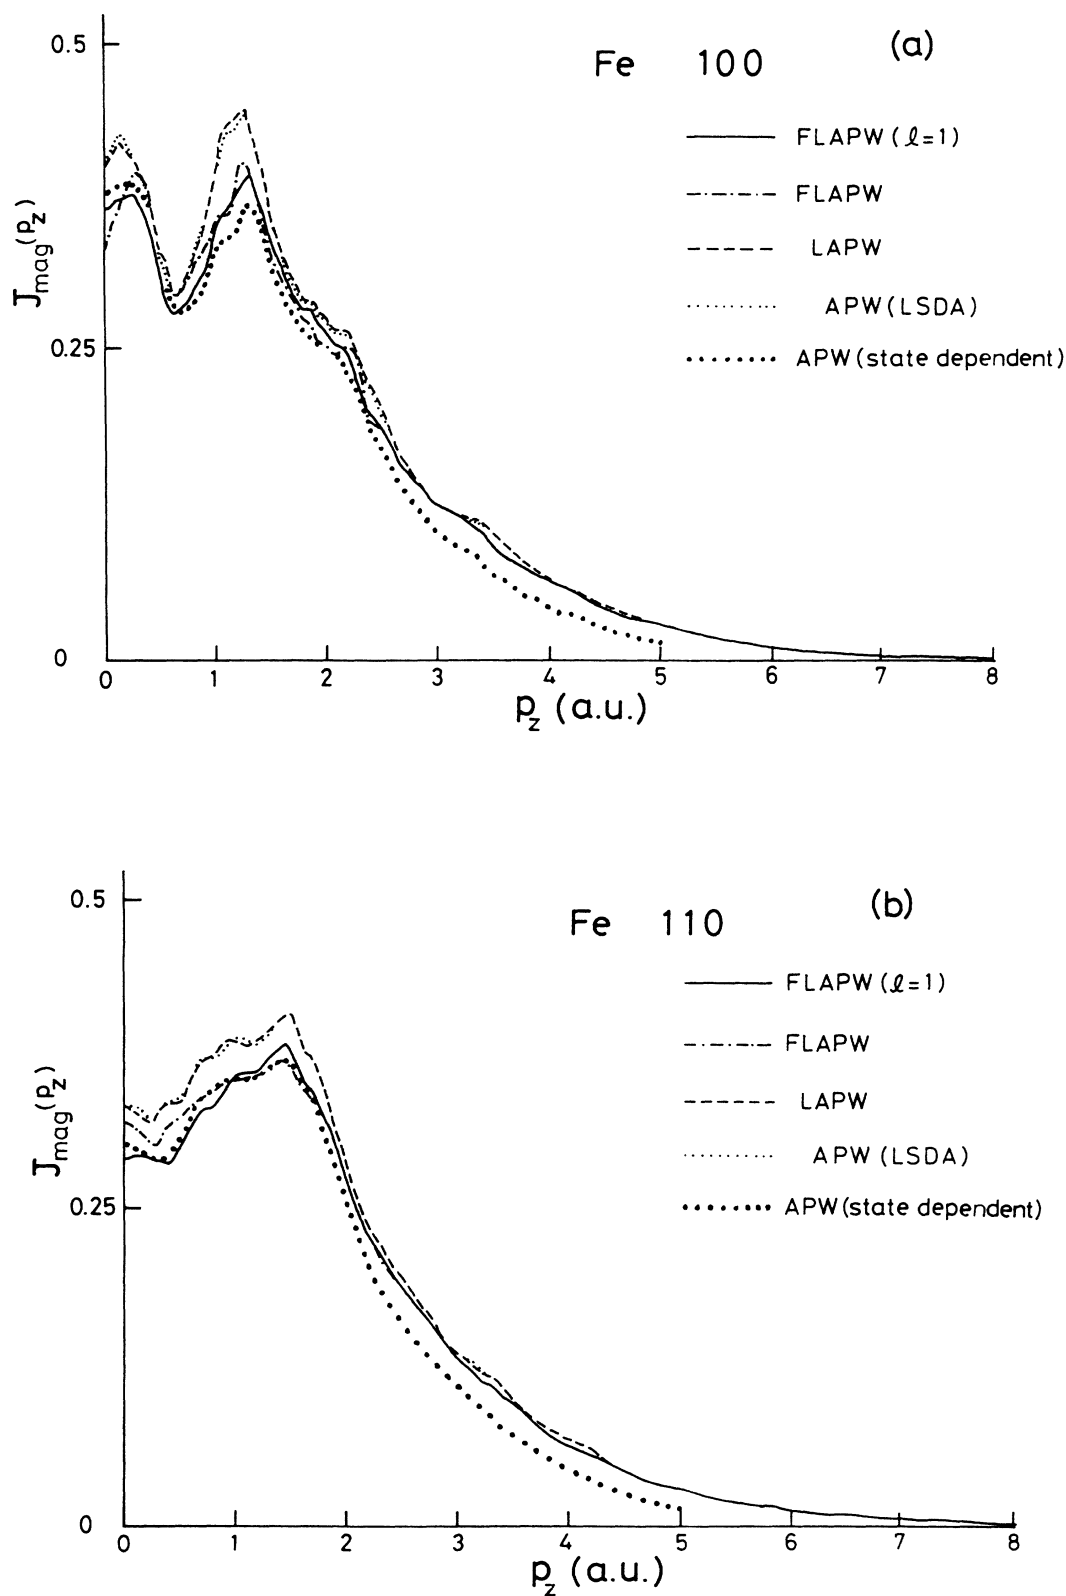 0.5
(a)
Fe 100
FLAPW (ℓ=1)
FLAPW
LAPW
APW (LSDA)
APW (state dependent)
J_mag(p_z)
0.25
0
0 1 2 3 4 5 6 7 8
p_z (a.u.)
0.5
(b)
Fe 110
FLAPW (ℓ=1)
FLAPW
LAPW
APW (LSDA)
APW (state dependent)
J_mag(p_z)
0.25
0
0 1 2 3 4 5 6 7 8
p_z (a.u.)